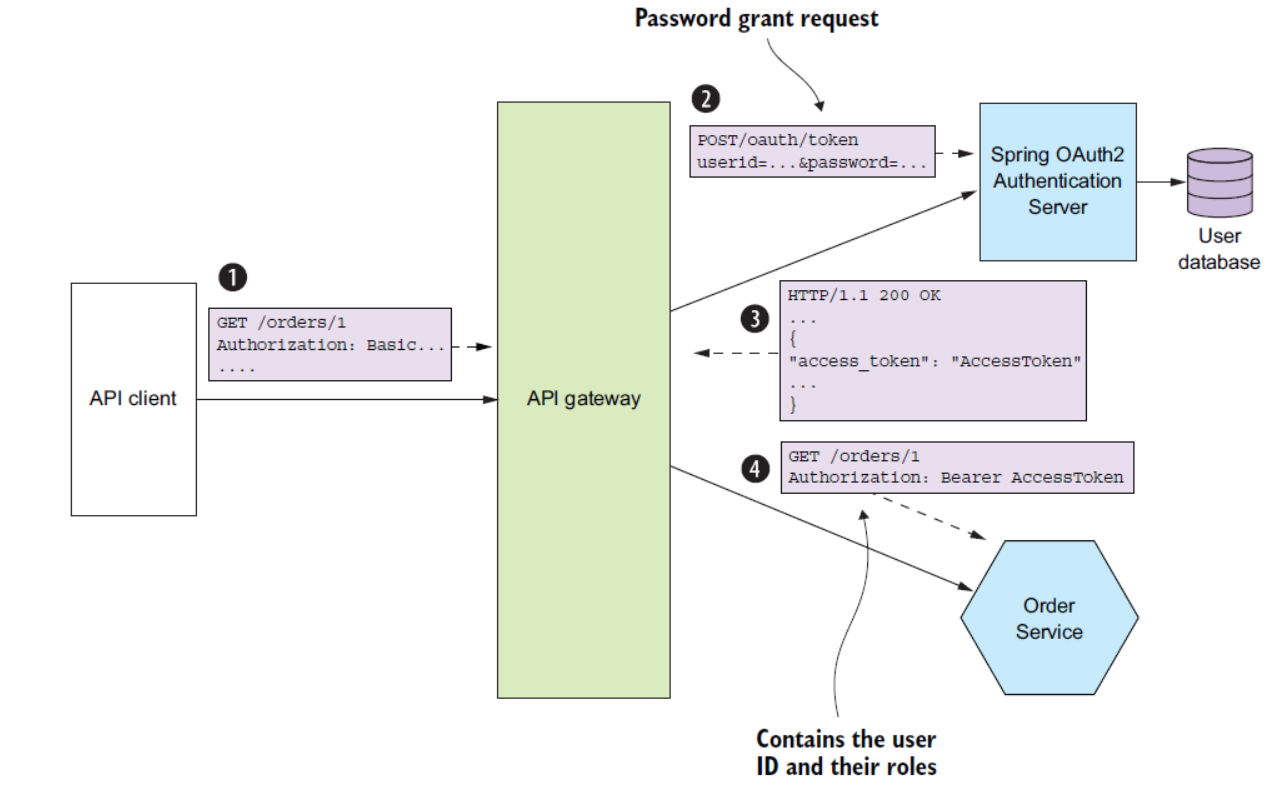 Password grant request
2
POST/oauth/token
userid=...&password=...
Spring OAuth2
Authentication
Server
User
database
1
GET /orders/1
Authorization: Basic...
....
API client
API gateway
3
HTTP/1.1 200 OK
...
{
"access_token": "AccessToken"
...
}
4
GET /orders/1
Authorization: Bearer AccessToken
Order
Service
Contains the user
ID and their roles